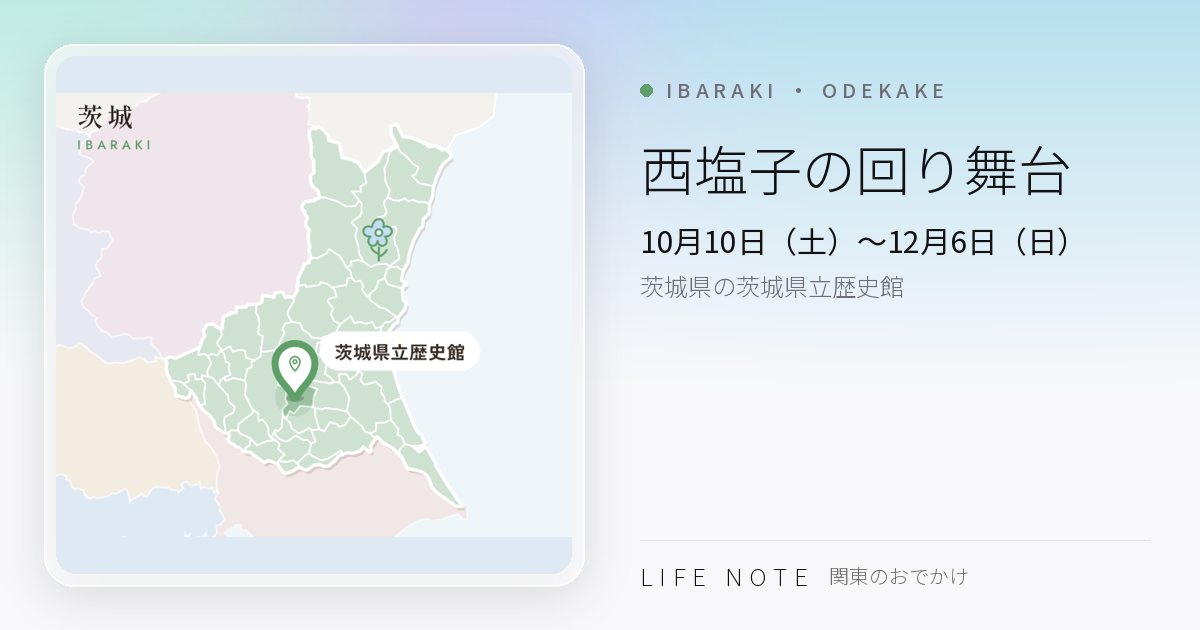 茨城
IBARAKI
茨城県立歴史館
IBARAKI • ODEKAKE
西塩子の回り舞台
10月10日（土）〜12月6日（日）
茨城県の茨城県立歴史館
LIFE NOTE 関東のおでかけ